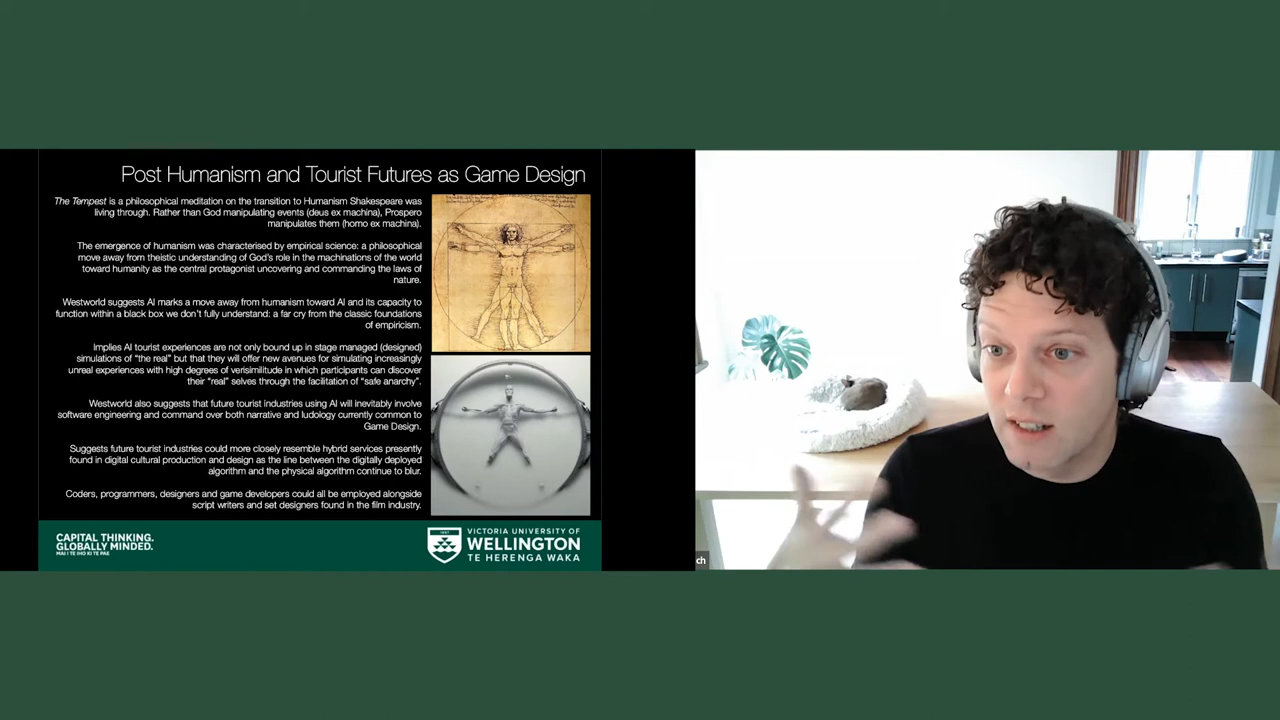 Post Humanism and Tourist Futures as Game Design
The Tempest is a philosophical meditation on the transition to Humanism Shakespeare was
living through. Rather than God manipulating events (deus ex machina), Prospero
manipulates them (homo ex machina).
The emergence of humanism was characterised by empirical science: a philosophical
move away from theistic understanding of God's role in the machinations of the world
toward humanity as the central protagonist uncovering and commanding the laws of
nature.
Westworld suggests AI marks a move away from humanism toward AI and its capacity to
function within a black box we don't fully understand: a far cry from the classic foundations
of empiricism.
Implies AI tourist experiences are not only bound up in stage managed (designed)
simulations of "the real" but that they will offer new avenues for simulating increasingly
unreal experiences with high degrees of verisimilitude in which participants can discover
their "real" selves through the facilitation of "safe anarchy".
Westworld also suggests that future tourist industries using AI will inevitably involve
software engineering and command over both narrative and ludology currently common to
Game Design.
Suggests future tourist industries could more closely resemble hybrid services presently
found in digital cultural production and design as the line between the digitally deployed
algorithm and the physical algorithm continue to blur.
Coders, programmers, designers and game developers could all be employed alongside
script writers and set designers found in the film industry.
CAPITAL THINKING.
GLOBALLY MINDED.
MAI I TE IHO KI TE PAE
VICTORIA UNIVERSITY OF
WELLINGTON
TE HERENGA WAKA
ch